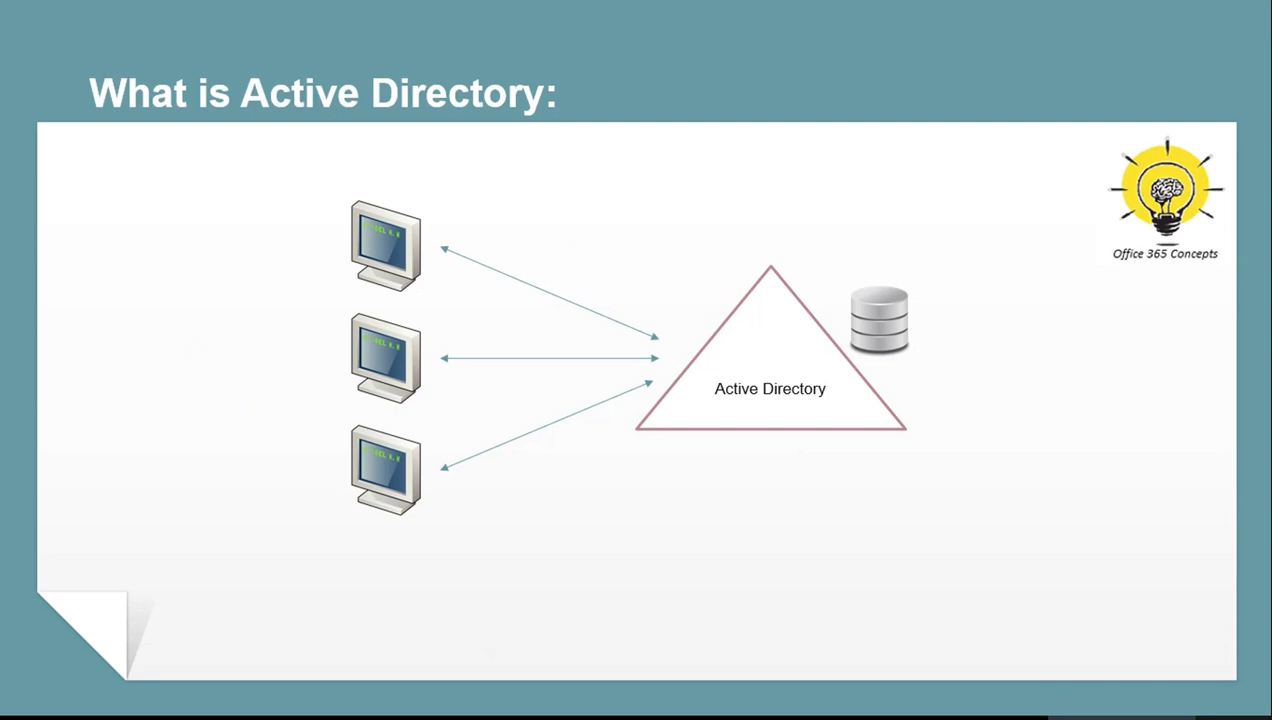 What is Active Directory:
Office 365 Concepts
Active Directory